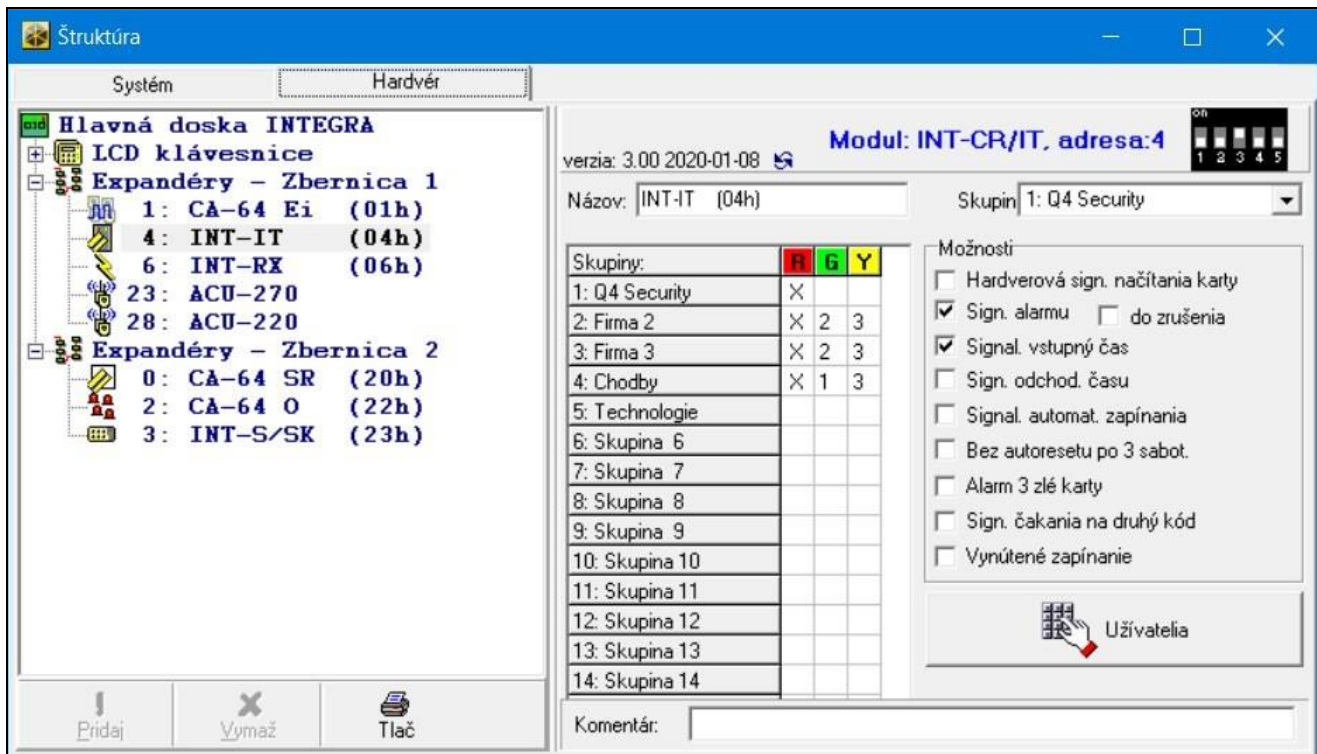 Štruktúra
Systém
Hardvér
Hlavná doska INTEGRA
LCD klávesnice
Expandéry – Zbernica 1
1: CA-64 Ei (01h)
4: INT-IT (04h)
6: INT-RX (06h)
23: ACU-270
28: ACU-220
Expandéry – Zbernica 2
0: CA-64 SR (20h)
2: CA-64 O (22h)
3: INT-S/SK (23h)
Pridaj
Vymaž
Tlač
verzia: 3.00 2020-01-08
Modul: INT-CR/IT, adresa:4
on
1 2 3 4 5
Názov: INT-IT (04h)
Skupin 1: Q4 Security
Skupiny: R G Y
1: Q4 Security X
2: Firma 2 X 2 3
3: Firma 3 X 2 3
4: Chodby X 1 3
5: Technologie
6: Skupina 6
7: Skupina 7
8: Skupina 8
9: Skupina 9
10: Skupina 10
11: Skupina 11
12: Skupina 12
13: Skupina 13
14: Skupina 14
Možnosti
Hardverová sign. načítania karty
Sign. alarmu do zrušenia
Signal. vstupný čas
Sign. odchod. času
Signal. automat. zapínania
Bez autoresetu po 3 sabot.
Alarm 3 zlé karty
Sign. čakania na druhý kód
Vynútené zapínanie
Užívatelia
Komentár: